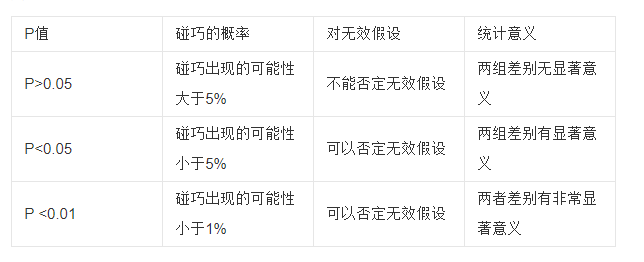 P值 碰巧的概率 对无效假设 统计意义
P>0.05 碰巧出现的可能性大于5% 不能否定无效假设 两组差别无显著意义
P<0.05 碰巧出现的可能性小于5% 可以否定无效假设 两组差别有显著意义
P <0.01 碰巧出现的可能性小于1% 可以否定无效假设 两者差别有非常显著意义